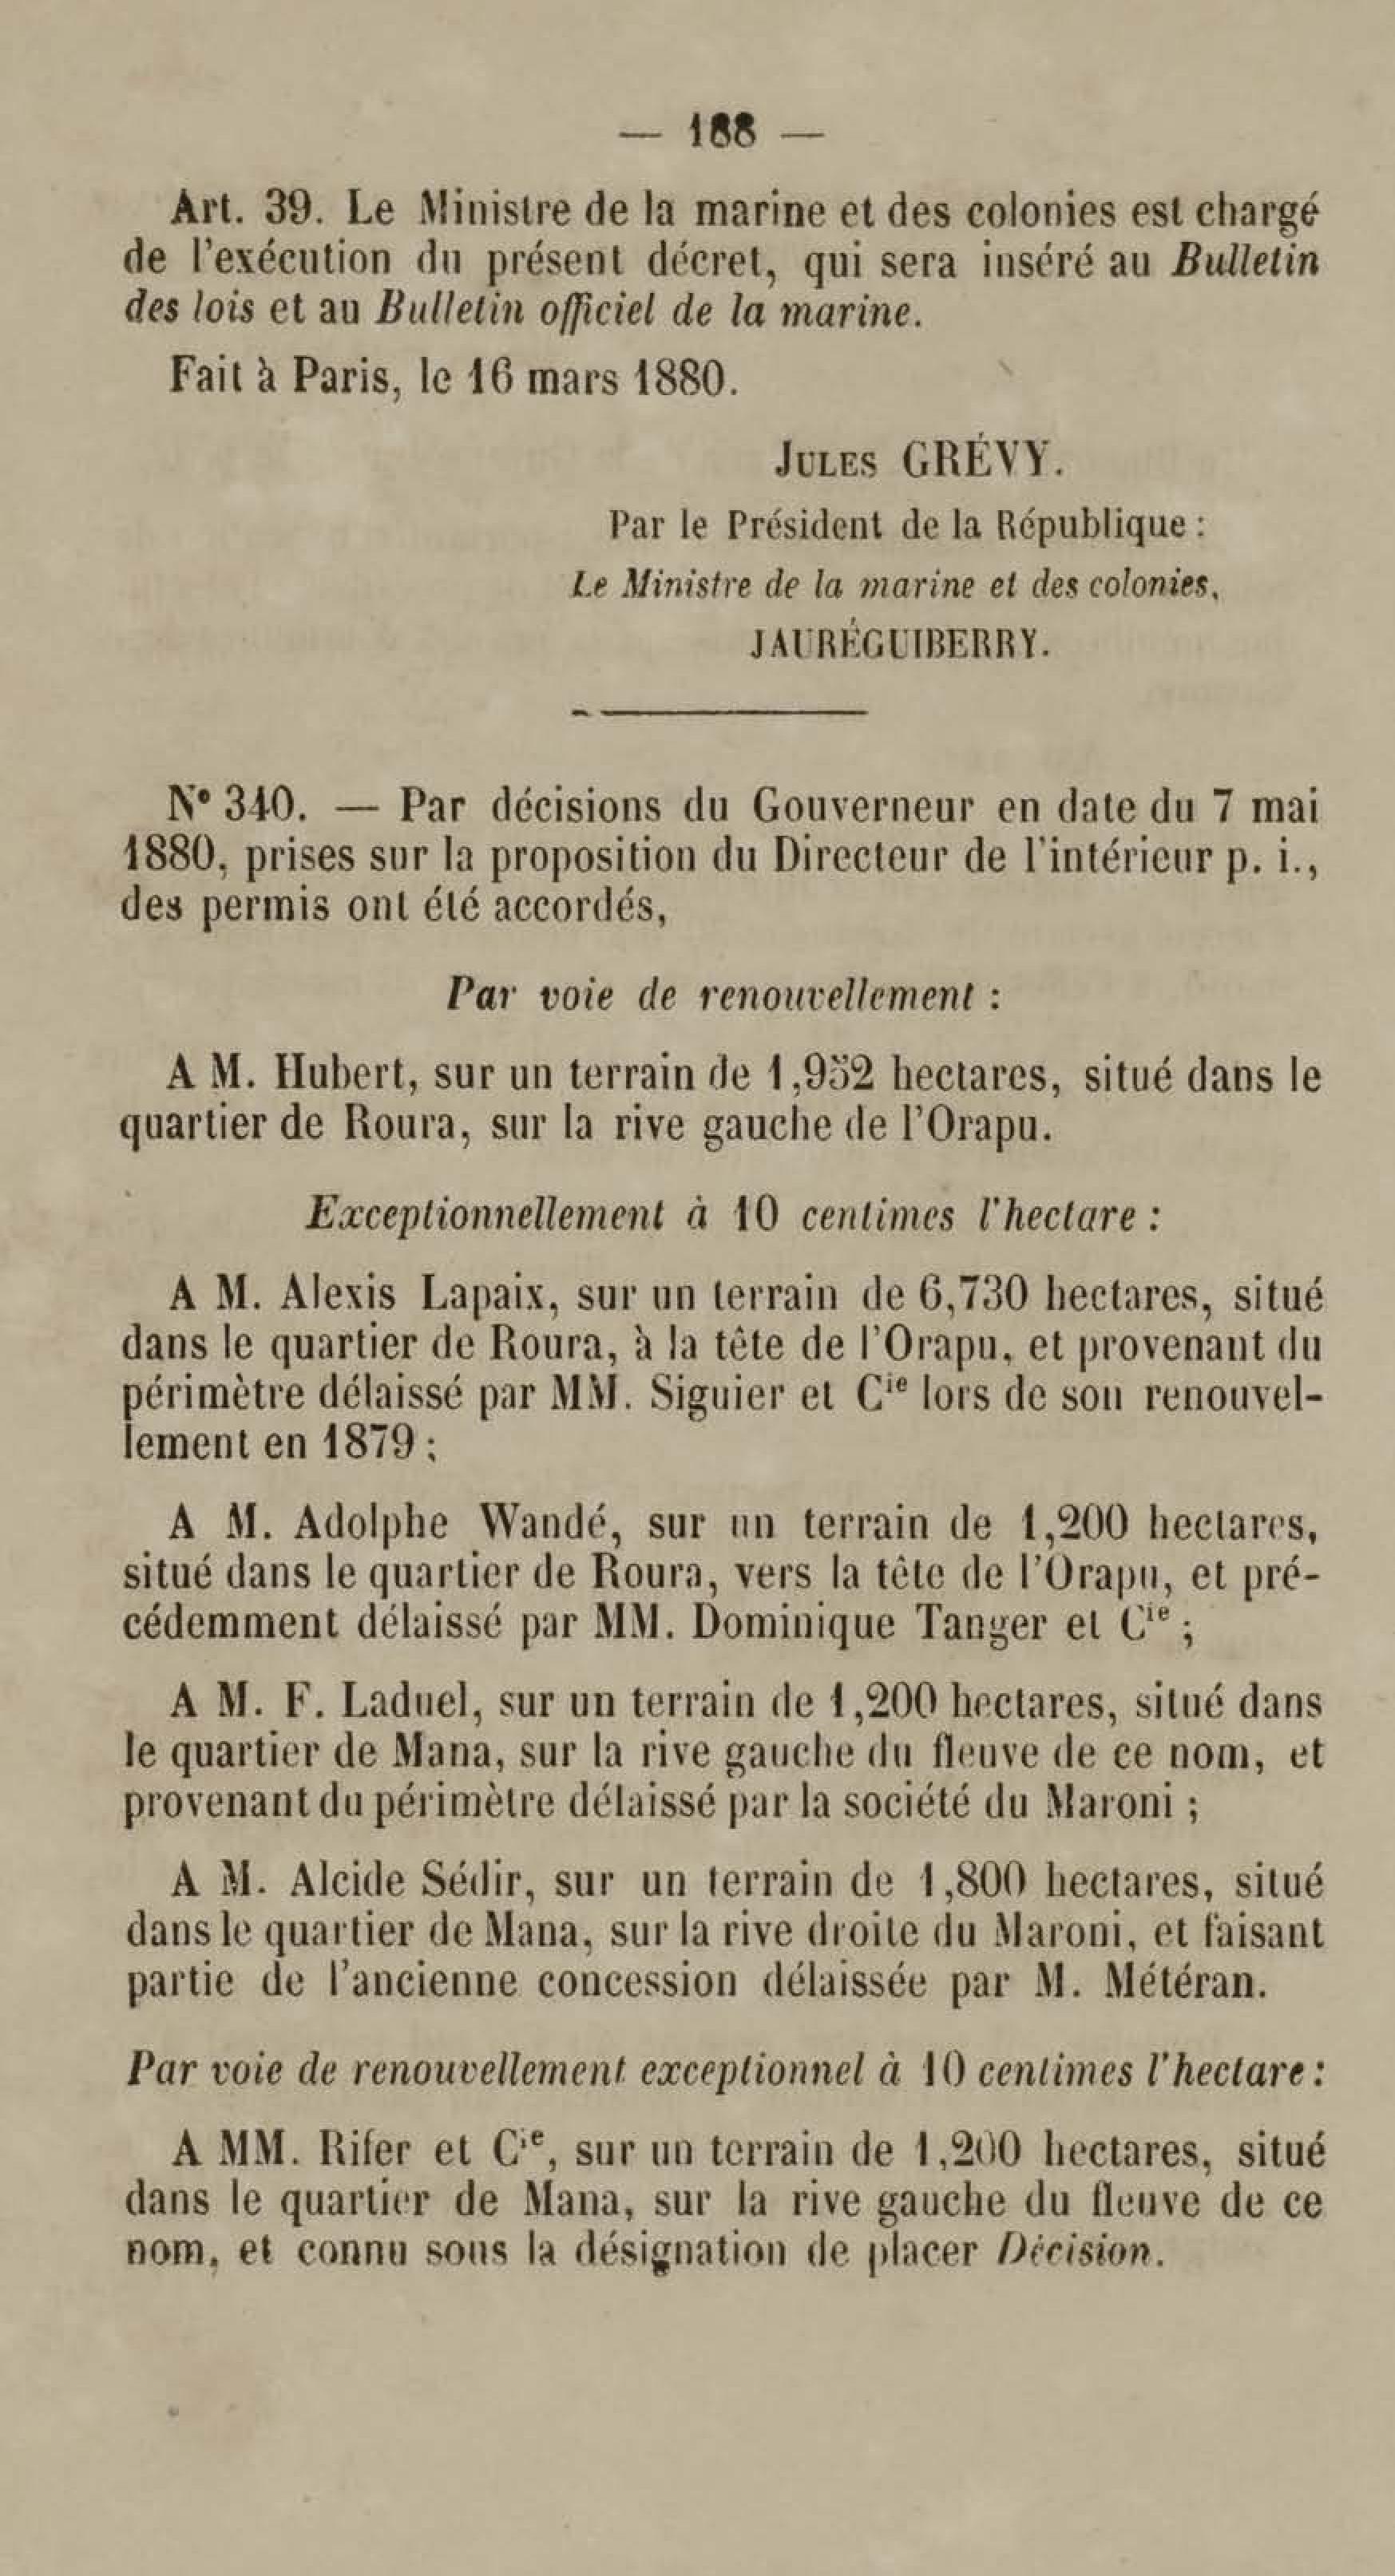 — 188 —
Art. 39. Le Ministre de la marine et des colonies est chargé
de l'exécution du présent décret, qui sera inséré au Bulletin
des lois et au Bulletin officiel de la marine.
Fait à Paris, le 16 mars 1880.
JULES GRÉVY.
Par le Président de la République :
Le Ministre de la marine et des colonies,
JAURÉGUIBERRY.
N° 340. — Par décisions du Gouverneur en date du 7 mai
1880, prises sur la proposition du Directeur de l'intérieur p. i.,
des permis ont été accordés,
Par voie de renouvellement :
A M. Hubert, sur un terrain de 1,952 hectares, situé dans le
quartier de Roura, sur la rive gauche de l'Orapu.
Exceptionnellement à 10 centimes l'hectare :
A M. Alexis Lapaix, sur un terrain de 6,730 hectares, situé
dans le quartier de Roura, à la tête de l'Orapu, et provenant du
périmètre délaissé par MM. Siguier et Cie lors de son renouvel-
lement en 1879 ;
A M. Adolphe Wandé, sur un terrain de 1,200 hectares,
situé dans le quartier de Roura, vers la tête de l'Orapu, et pré-
cédemment délaissé par MM. Dominique Tanger et Cie ;
A M. F. Laduel, sur un terrain de 1,200 hectares, situé dans
le quartier de Mana, sur la rive gauche du fleuve de ce nom, et
provenant du périmètre délaissé par la société du Maroni ;
A M. Alcide Sédir, sur un terrain de 1,800 hectares, situé
dans le quartier de Mana, sur la rive droite du Maroni, et faisant
partie de l'ancienne concession délaissée par M. Météran.
Par voie de renouvellement exceptionnel à 10 centimes l'hectare :
A MM. Rifer et Cie, sur un terrain de 1,200 hectares, situé
dans le quartier de Mana, sur la rive gauche du fleuve de ce
nom, et connu sous la désignation de placer Décision.